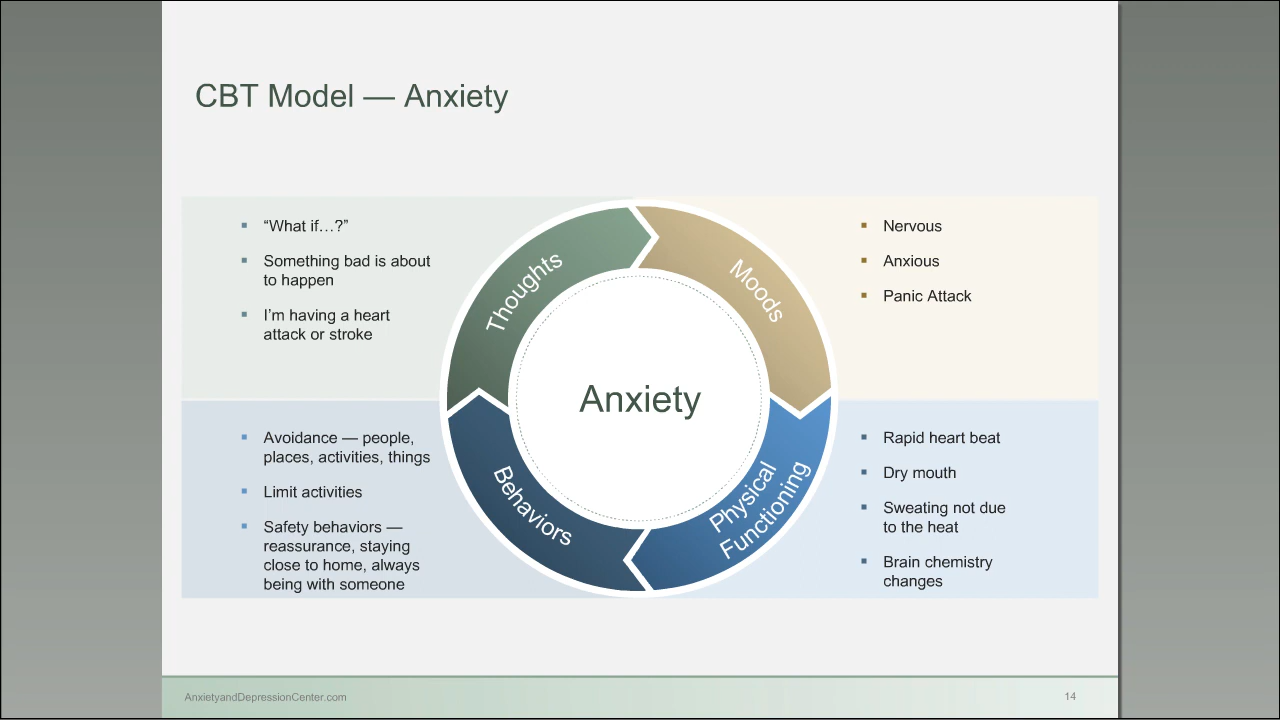 CBT Model — Anxiety
▪ “What if…?”
▪ Something bad is about
to happen
▪ I’m having a heart
attack or stroke
Thoughts
Moods
▪ Nervous
▪ Anxious
▪ Panic Attack
Anxiety
▪ Avoidance — people,
places, activities, things
▪ Limit activities
▪ Safety behaviors —
reassurance, staying
close to home, always
being with someone
Behaviors
Physical
Functioning
▪ Rapid heart beat
▪ Dry mouth
▪ Sweating not due
to the heat
▪ Brain chemistry
changes
AnxietyandDepressionCenter.com
14